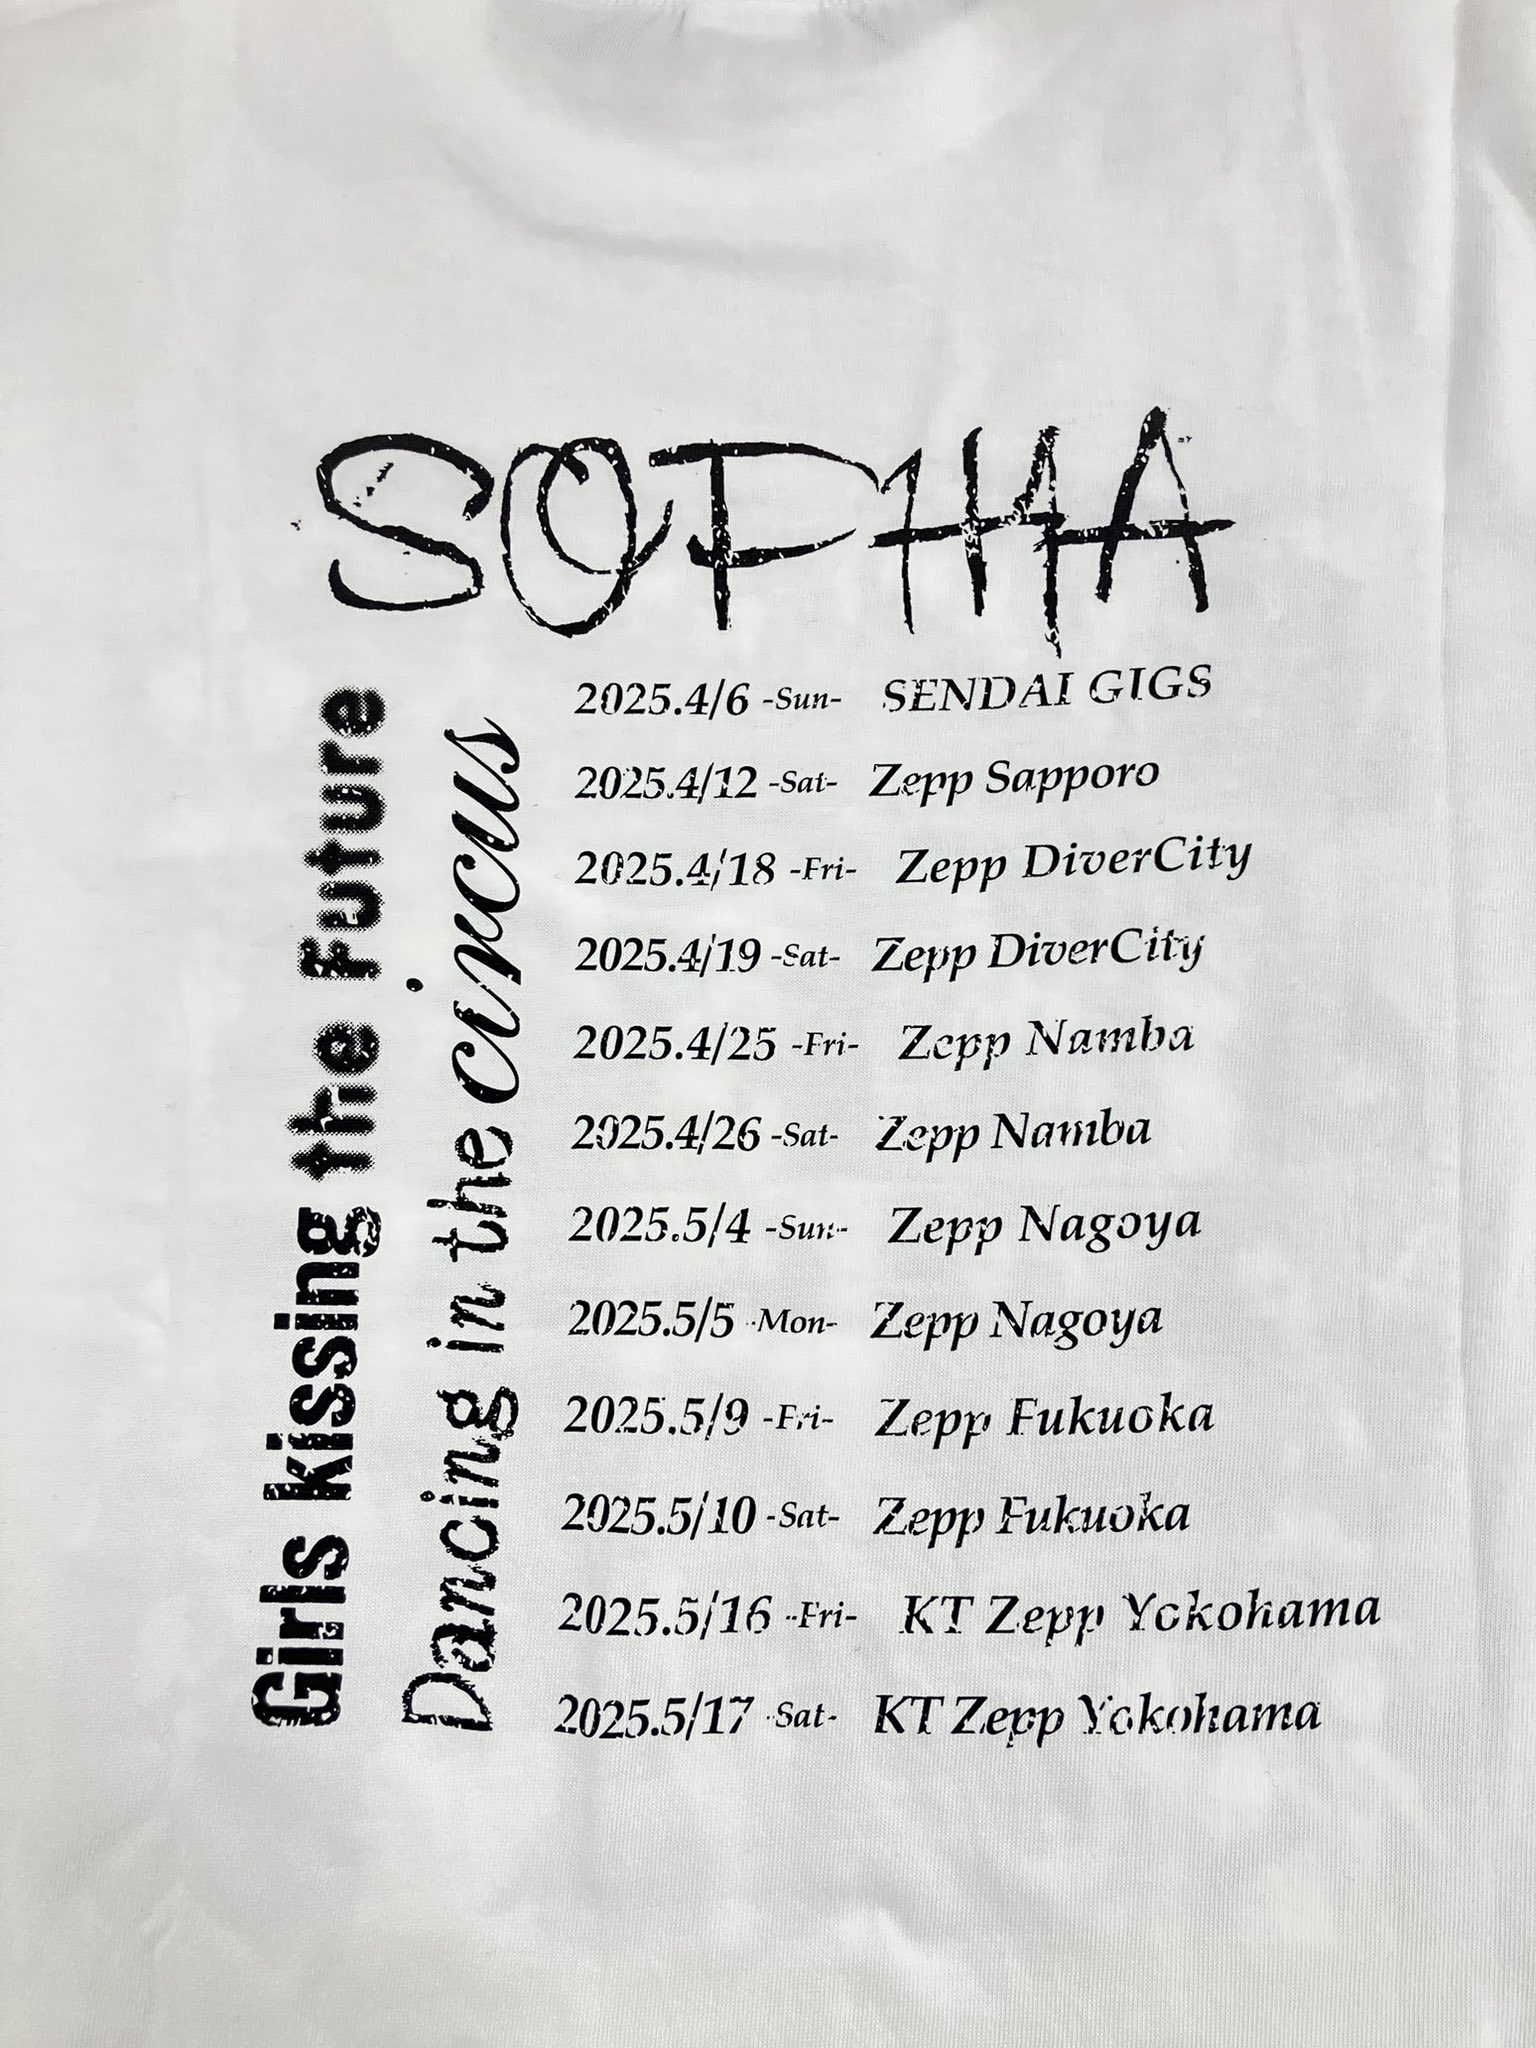 SOPHIA
2025.4/6 -Sun- SENDAI GIGS
2025.4/12 -Sat- Zepp Sapporo
2025.4/18 -Fri- Zepp DiverCity
2025.4/19 -Sat- Zepp DiverCity
2025.4/25 -Fri- Zepp Namba
2025.4/26 -Sat- Zepp Namba
2025.5/4 -Sun- Zepp Nagoya
2025.5/5 -Mon- Zepp Nagoya
2025.5/9 -Fri- Zepp Fukuoka
2025.5/10 -Sat- Zepp Fukuoka
2025.5/16 -Fri- KT Zepp Yokohama
2025.5/17 -Sat- KT Zepp Yokohama
Girls kissing the Future
Dancing in the circus